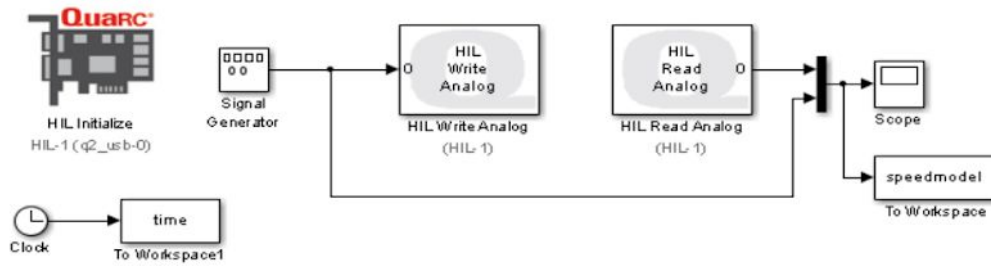 QUARC
HIL Initialize
HIL-1 (q2_usb-0)
Signal
Generator
0
HIL
Write
Analog
HIL Write Analog
(HIL-1)
HIL
Read
Analog
0
HIL Read Analog
(HIL-1)
Scope
speedmodel
To Workspace
Clock
time
To Workspace1